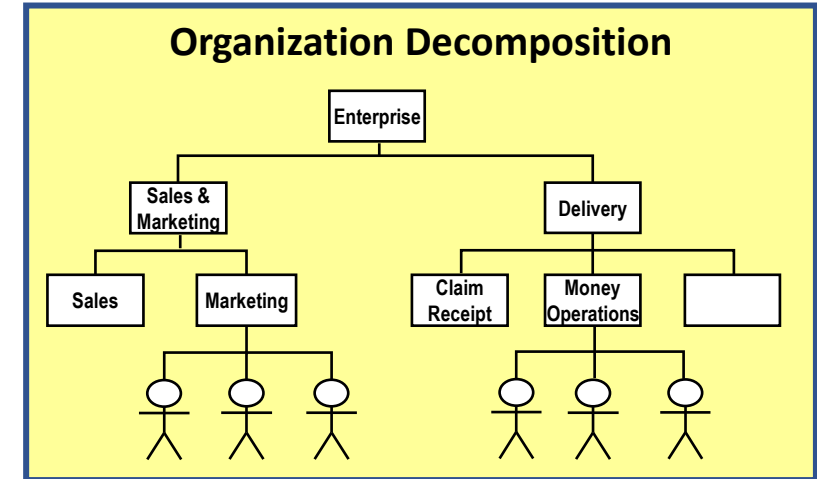 Organization Decomposition
Enterprise
Sales &
Marketing
Delivery
Sales
Marketing
Claim
Receipt
Money
Operations